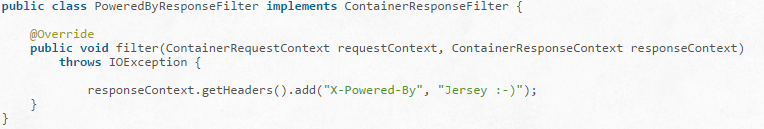 public class PoweredByResponseFilter implements ContainerResponseFilter {
@Override
public void filter(ContainerRequestContext requestContext, ContainerResponseContext responseContext)
throws IOException {
responseContext.getHeaders().add("X-Powered-By", "Jersey :-)");
}
}